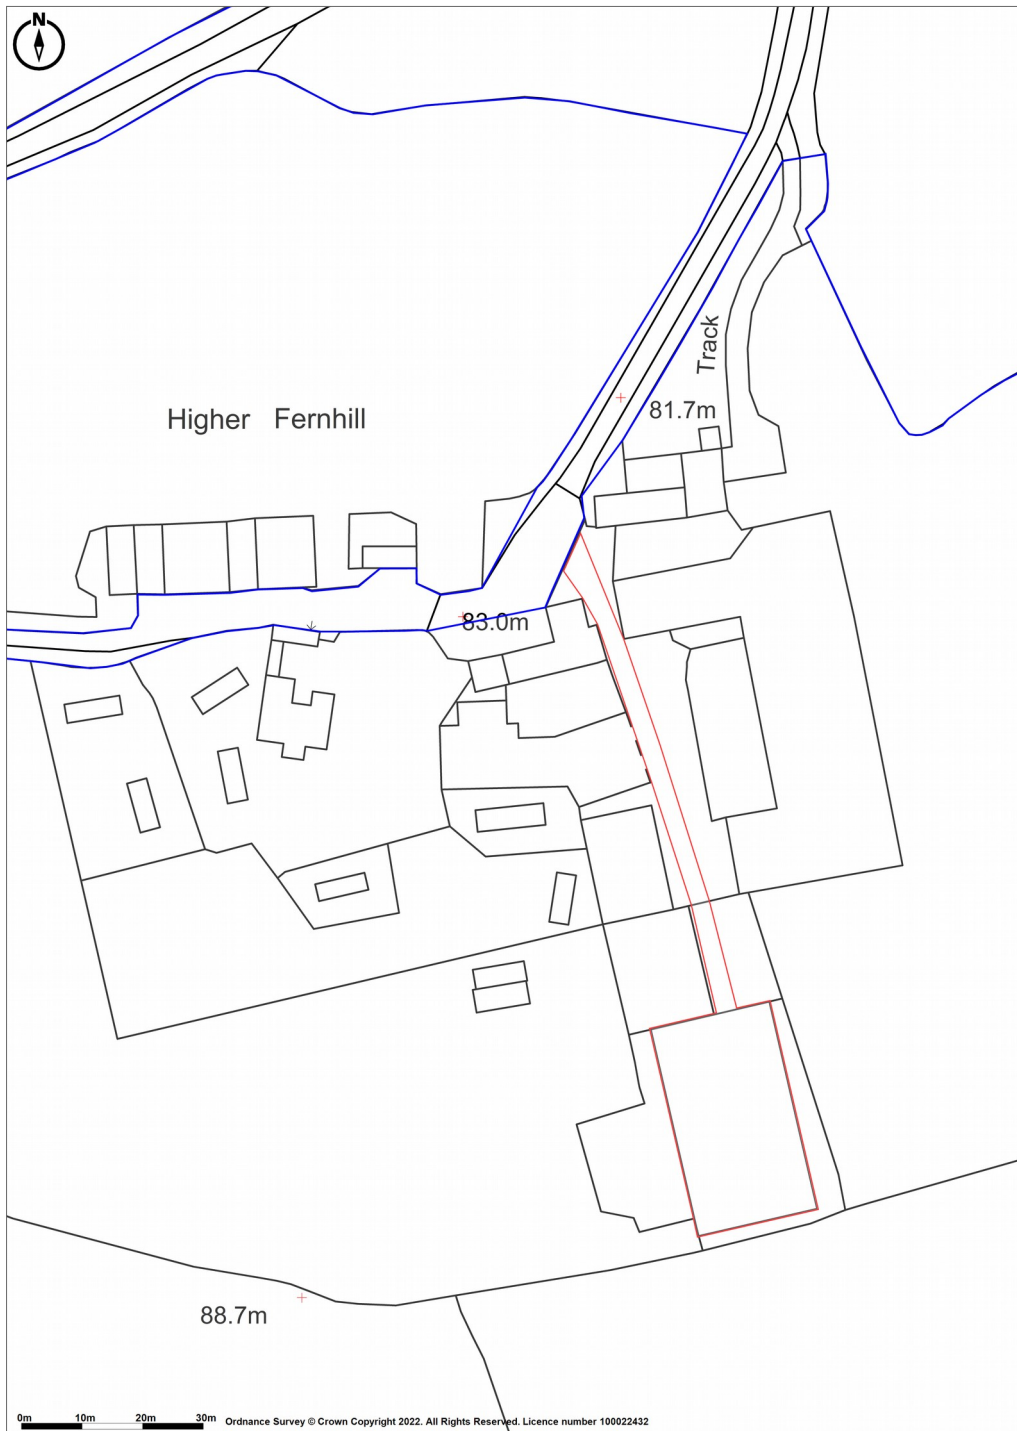 N
Track
81.7m
Higher Fernhill
83.0m
88.7m
0m 10m 20m 30m
Ordnance Survey © Crown Copyright 2022. All Rights Reserved. Licence number 100022432